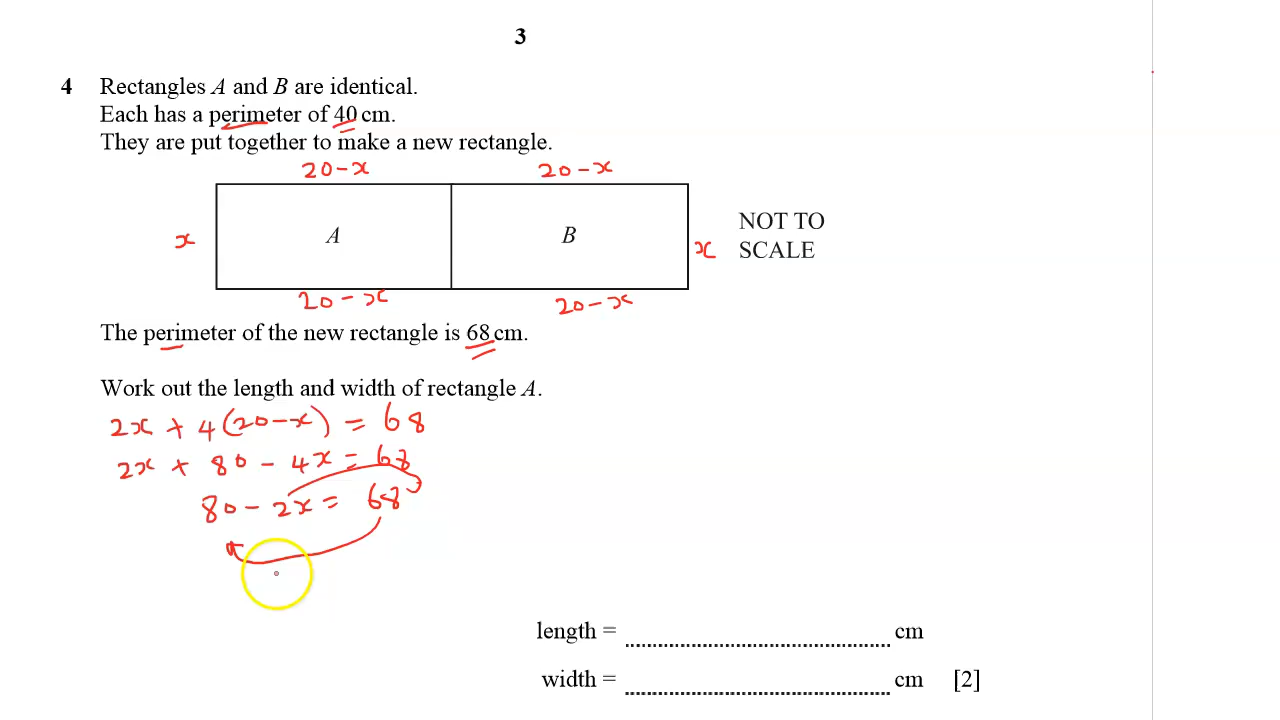 3
4 Rectangles A and B are identical.
Each has a perimeter of 40 cm.
They are put together to make a new rectangle.
20-x 20-x
x A B x
NOT TO
SCALE
20-x 20-x
The perimeter of the new rectangle is 68 cm.
Work out the length and width of rectangle A.
2x + 4(20-x) = 68
2x + 80 - 4x = 68
80 - 2x = 68
length = cm
width = cm [2]